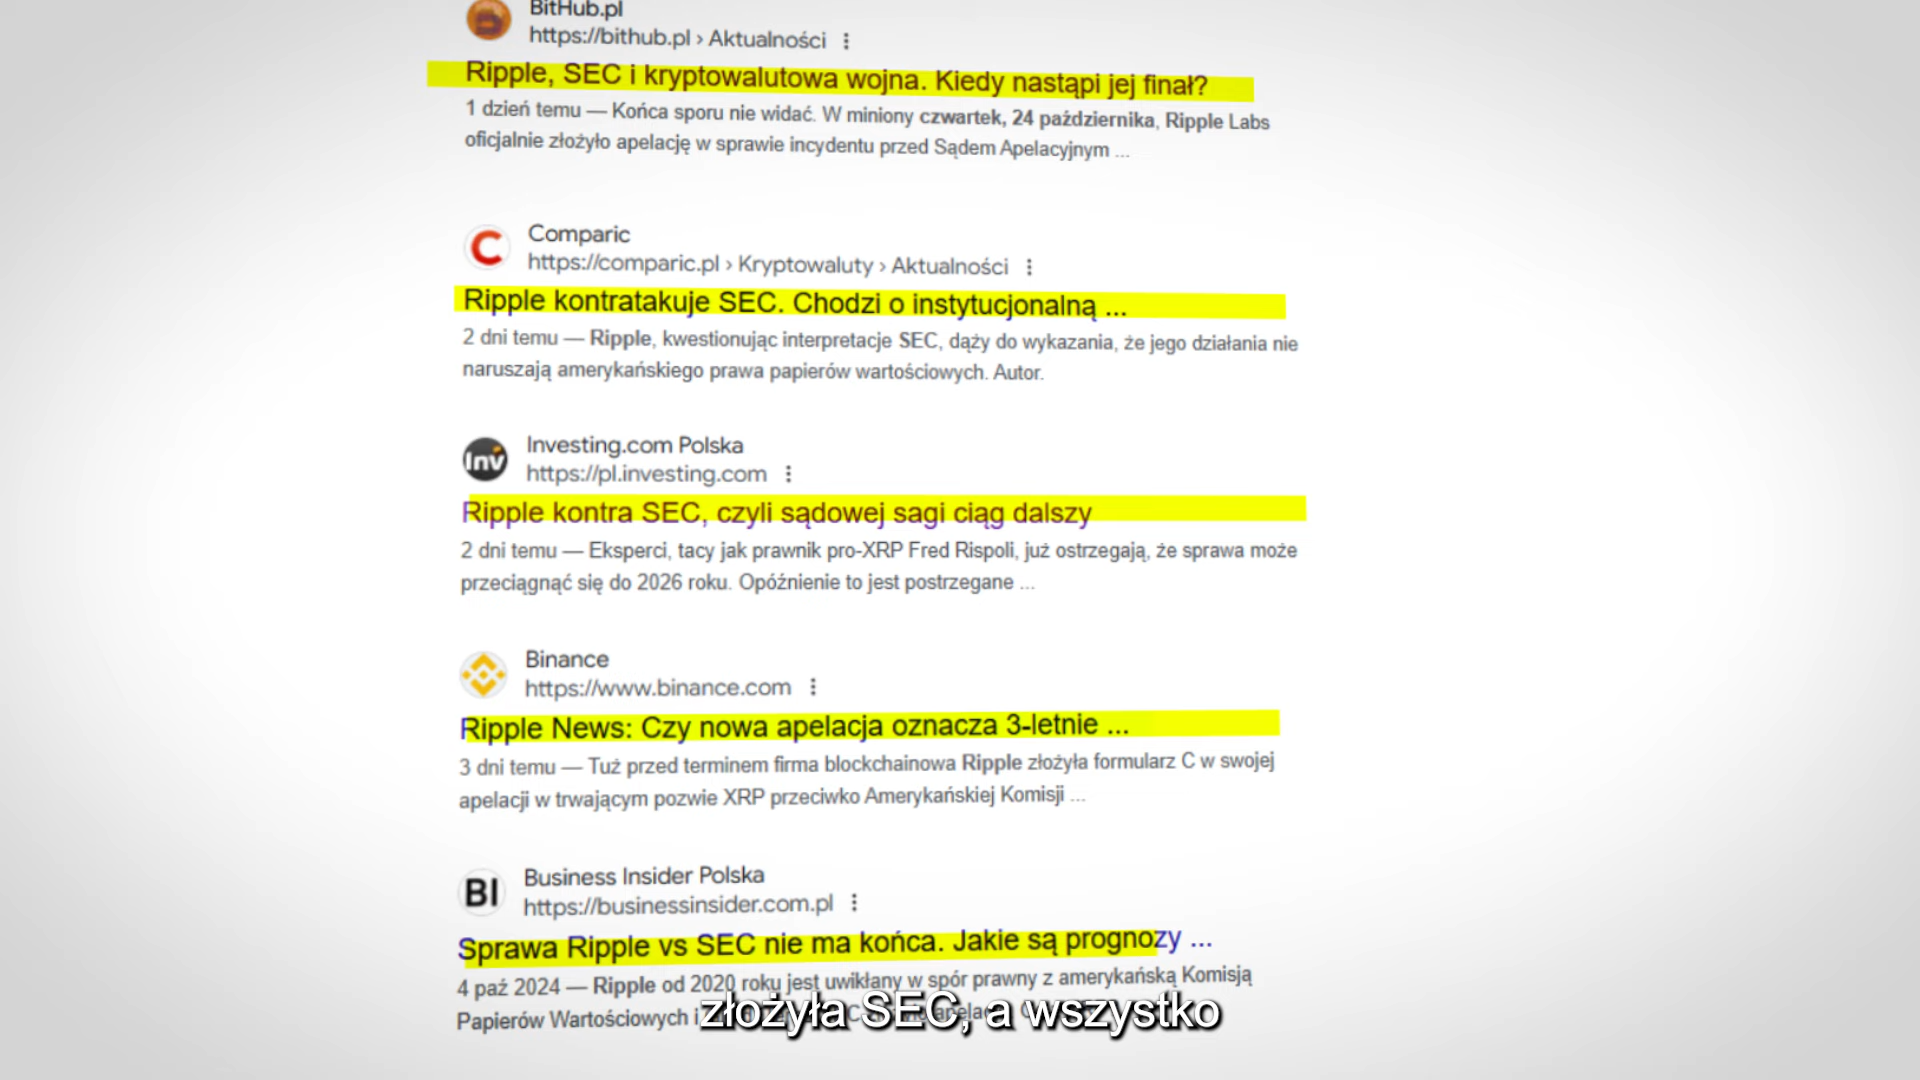 BitHub.pl
https://bithub.pl › Aktualności
Ripple, SEC i kryptowalutowa wojna. Kiedy nastąpi jej finał?
1 dzień temu — Końca sporu nie widać. W miniony czwartek, 24 października, Ripple Labs
oficjalnie złożyło apelację w sprawie incydentu przed Sądem Apelacyjnym ...
C
Comparic
https://comparic.pl › Kryptowaluty › Aktualności
Ripple kontratakuje SEC. Chodzi o instytucjonalną ...
2 dni temu — Ripple, kwestionując interpretacje SEC, dąży do wykazania, że jego działania nie
naruszają amerykańskiego prawa papierów wartościowych. Autor.
Inv
Investing.com Polska
https://pl.investing.com
Ripple kontra SEC, czyli sądowej sagi ciąg dalszy
2 dni temu — Eksperci, tacy jak prawnik pro-XRP Fred Rispoli, już ostrzegają, że sprawa może
przeciągnąć się do 2026 roku. Opóźnienie to jest postrzegane ...
Binance
https://www.binance.com
Ripple News: Czy nowa apelacja oznacza 3-letnie ...
3 dni temu — Tuż przed terminem firma blockchainowa Ripple złożyła formularz C w swojej
apelacji w trwającym pozwie XRP przeciwko Amerykańskiej Komisji ...
BI
Business Insider Polska
https://businessinsider.com.pl
Sprawa Ripple vs SEC nie ma końca. Jakie są prognozy ...
4 paź 2024 — Ripple od 2020 roku jest uwikłany w spór prawny z amerykańską Komisją
Papierów Wartościowych i
złożyła SEC, a wszystko